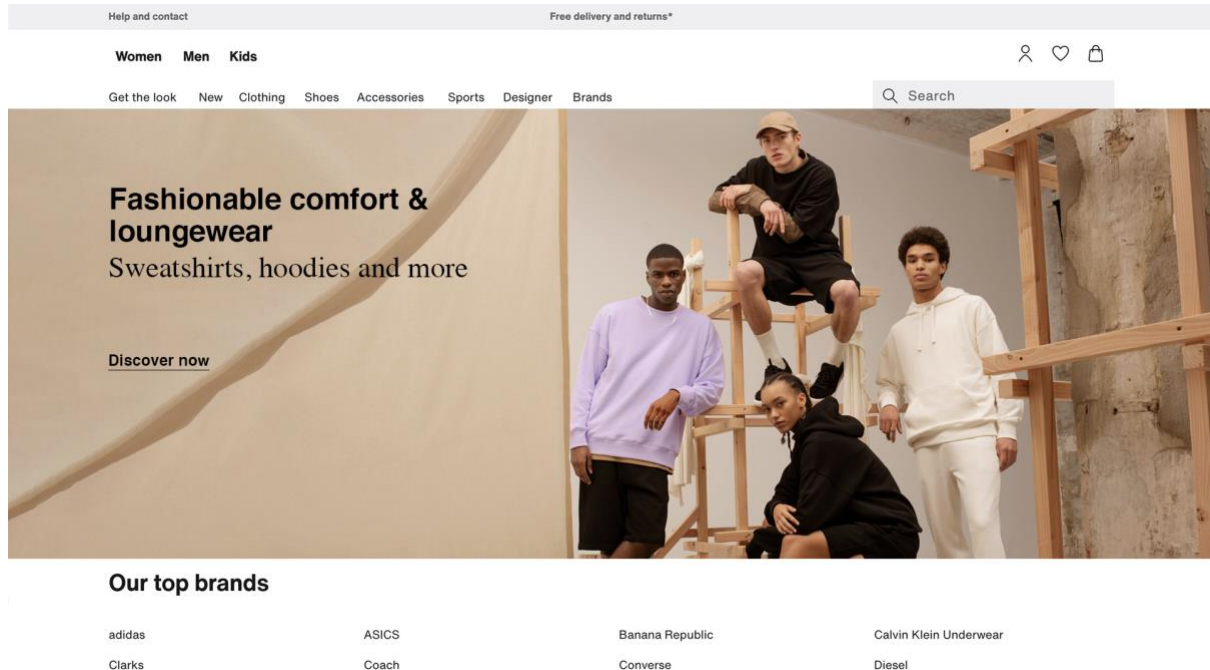 Help and contact
Free delivery and returns*
Women Men Kids
Get the look New Clothing Shoes Accessories Sports Designer Brands
Search
Fashionable comfort &
loungewear
Sweatshirts, hoodies and more
Discover now
Our top brands
adidas ASICS Banana Republic Calvin Klein Underwear
Clarks Coach Converse Diesel